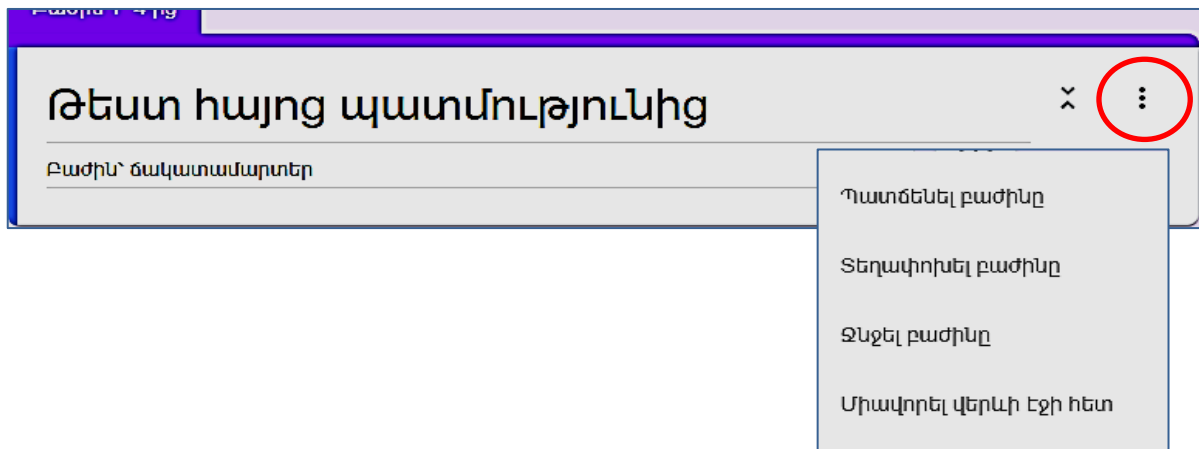 Թեստ հայոց պատմությունից
Բաժին՝ ճակատամարտեր
Պատճենել բաժինը
Տեղափոխել բաժինը
Ջնջել բաժինը
Միավորել վերևի էջի հետ